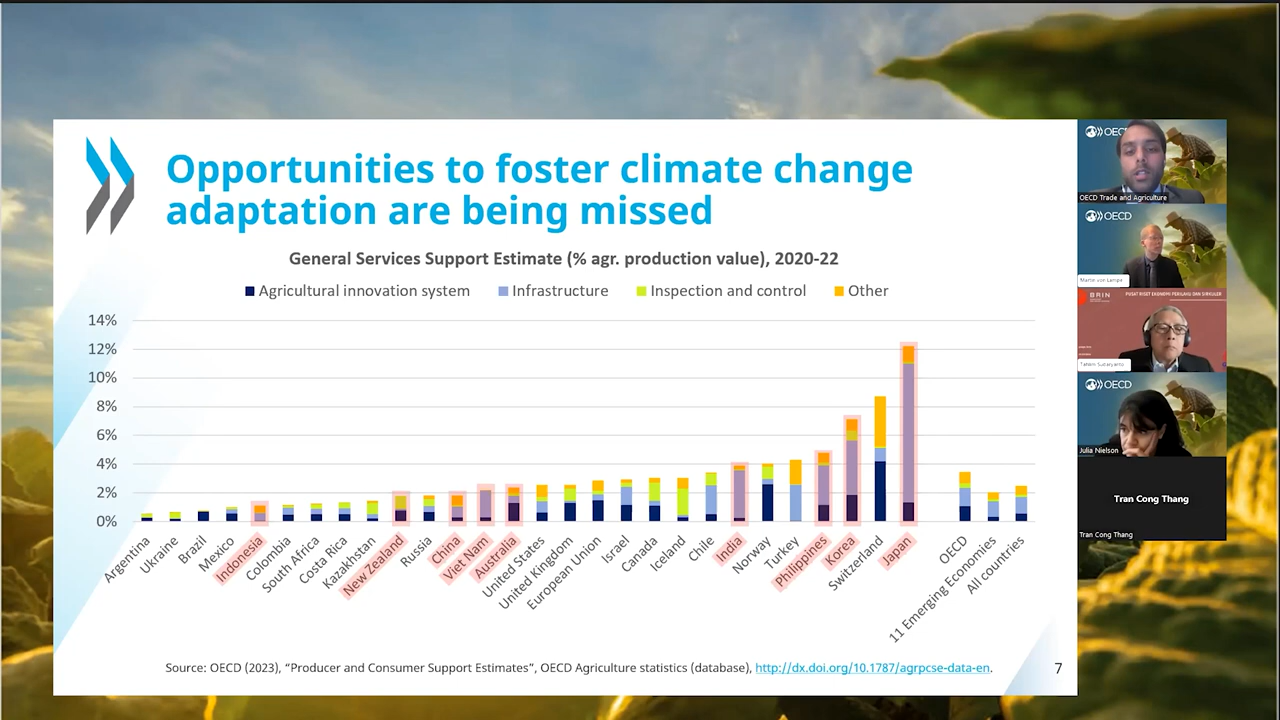 Opportunities to foster climate change
adaptation are being missed
General Services Support Estimate (% agr. production value), 2020-22
Agricultural innovation system
Infrastructure
Inspection and control
Other
14%
12%
10%
8%
6%
4%
2%
0%
Argentina
Ukraine
Brazil
Mexico
Indonesia
Colombia
South Africa
Costa Rica
Kazakhstan
New Zealand
Russia
China
Viet Nam
Australia
United States
United Kingdom
European Union
Israel
Canada
Iceland
Chile
India
Norway
Turkey
Philippines
Korea
Switzerland
Japan
OECD
11 Emerging Economies
All countries
Source: OECD (2023), “Producer and Consumer Support Estimates”, OECD Agriculture statistics (database), http://dx.doi.org/10.1787/agrpcse-data-en.
7
OECD
OECD Trade and Agriculture
OECD
Martin von Lampe
BRIN
PUSAT RISET EKONOMI PERILAKU DAN SIRKULER
Tahlim Sudaryanto
OECD
Julia Nielson
Tran Cong Thang
Tran Cong Thang